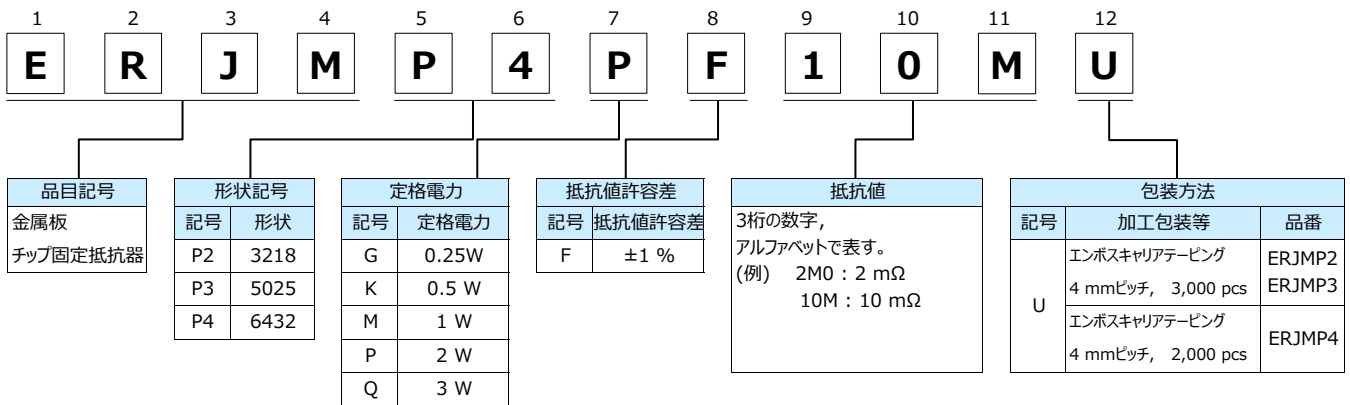 1 2 3 4 5 6 7 8 9 10 11 12
E R J M P 4 P F 1 0 M U
品目記号
金属板
チップ固定抵抗器
形状記号
記号 形状
P2 3218
P3 5025
P4 6432
定格電力
記号 定格電力
G 0.25W
K 0.5 W
M 1 W
P 2 W
Q 3 W
抵抗値許容差
記号 抵抗値許容差
F ±1 %
抵抗値
3桁の数字,
アルファベットで表す。
(例) 2M0 : 2 mΩ
10M : 10 mΩ
包装方法
記号 加工包装等 品番
U
エンボスキャリアテーピング
4 mmピッチ, 3,000 pcs
ERJMP2
ERJMP3
エンボスキャリアテーピング
4 mmピッチ, 2,000 pcs
ERJMP4